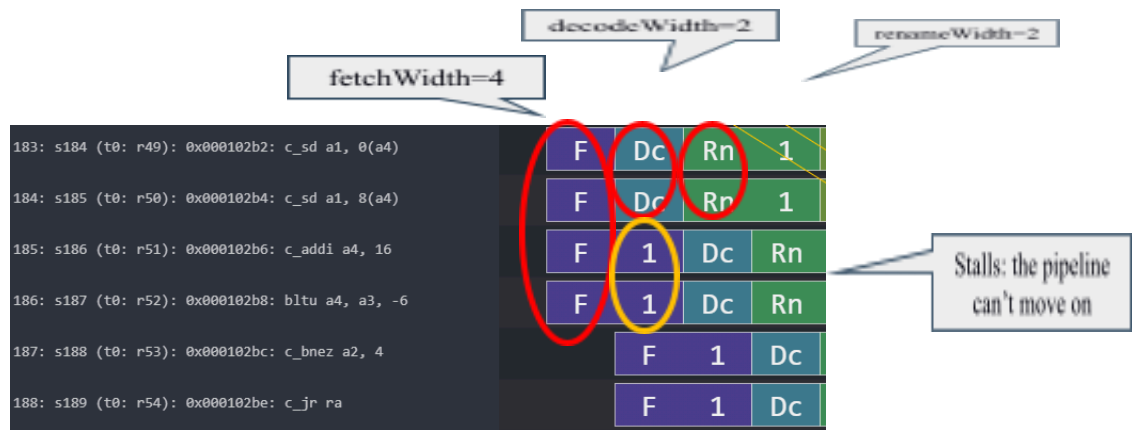 decodeWidth=2
renameWidth=2
fetchWidth=4
183: s184 (t0: r49): 0x000102b2: c_sd a1, 0(a4) F Dc Rn 1
184: s185 (t0: r50): 0x000102b4: c_sd a1, 8(a4) F Dc Rn 1
185: s186 (t0: r51): 0x000102b6: c_addi a4, 16 F 1 Dc Rn
186: s187 (t0: r52): 0x000102b8: bltu a4, a3, -6 F 1 Dc Rn
187: s188 (t0: r53): 0x000102bc: c_bnez a2, 4 F 1 Dc
188: s189 (t0: r54): 0x000102be: c_jr ra F 1 Dc
Stalls: the pipeline
can't move on